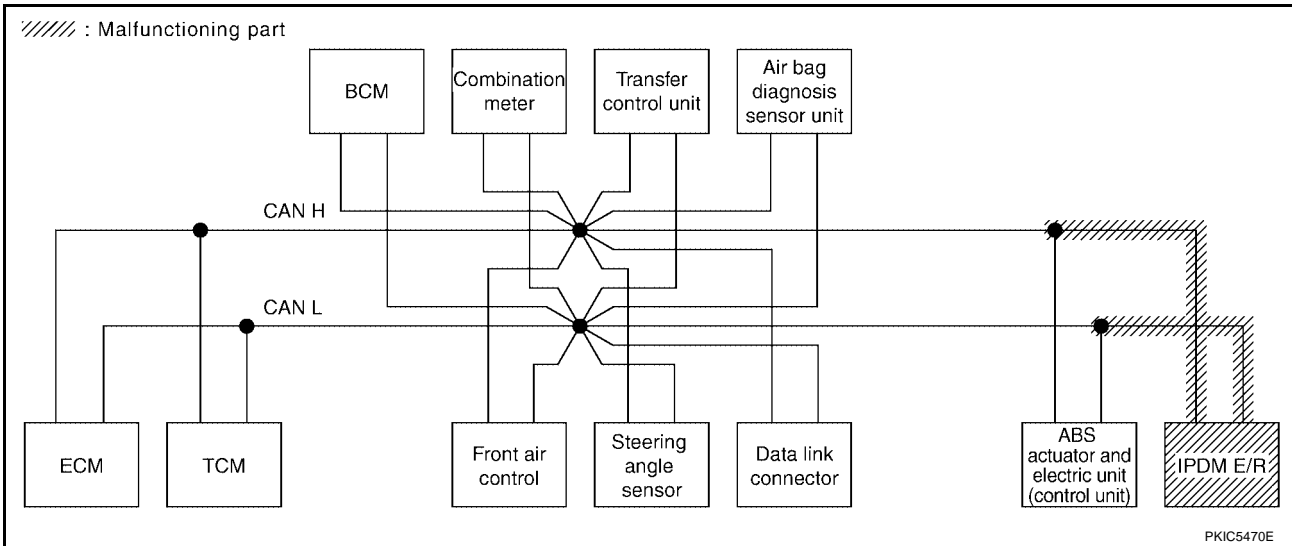 : Malfunctioning part
BCM
Combination
meter
Transfer
control unit
Air bag
diagnosis
sensor unit
CAN H
CAN L
ECM
TCM
Front air
control
Steering
angle
sensor
Data link
connector
ABS
actuator and
electric unit
(control unit)
IPDM E/R
PKIC5470E